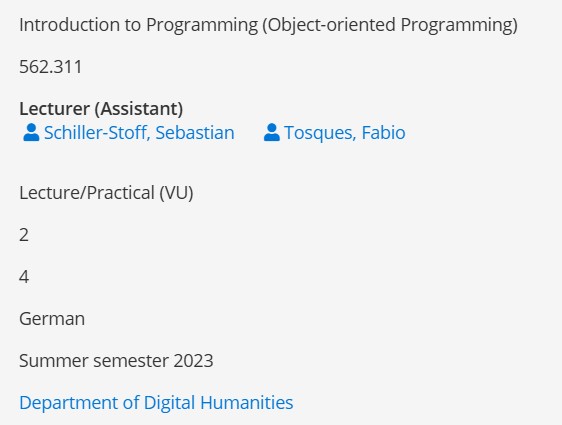 Introduction to Programming (Object-oriented Programming)
562.311
Lecturer (Assistant)
Schiller-Stoff, Sebastian Tosques, Fabio
Lecture/Practical (VU)
2
4
German
Summer semester 2023
Department of Digital Humanities